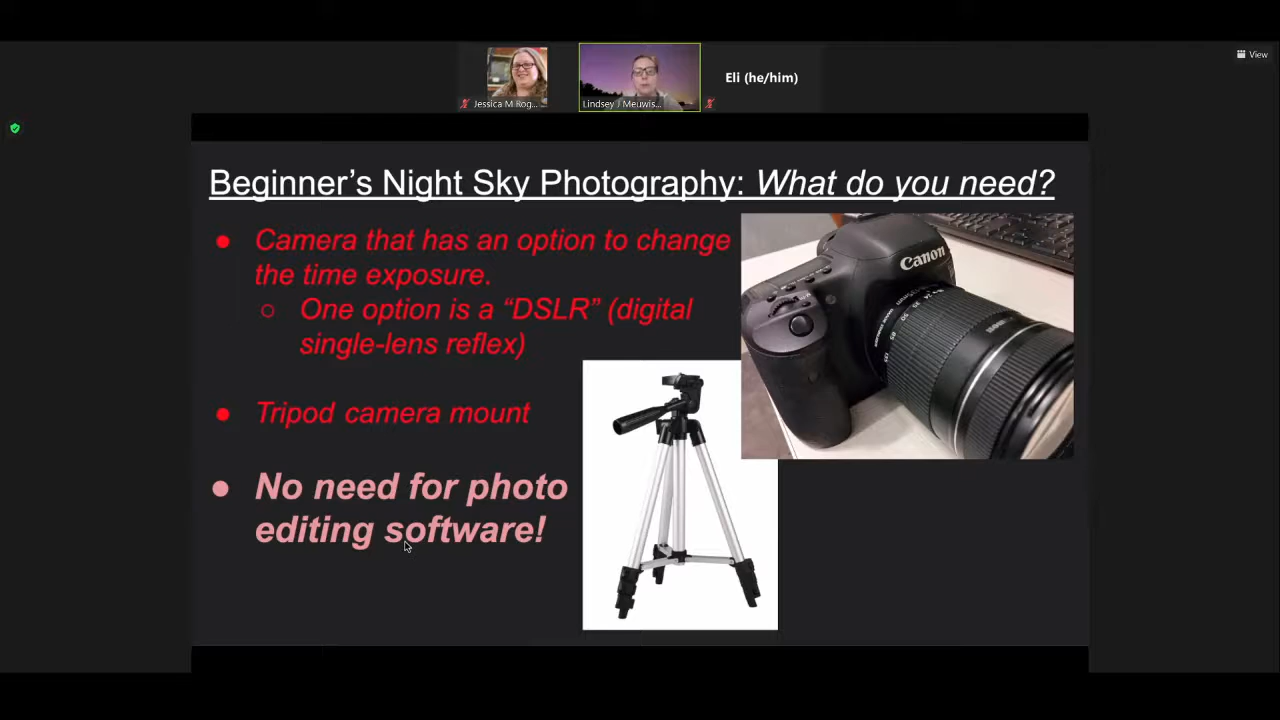 View
Jessica M Rog...
Lindsey J Meuwis...
Eli (he/him)
Beginner's Night Sky Photography: What do you need?
● Camera that has an option to change
the time exposure.
○ One option is a “DSLR” (digital
single-lens reflex)
● Tripod camera mount
● No need for photo
editing software!
Canon